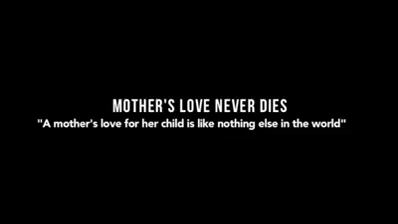 MOTHER'S LOVE NEVER DIES
"A mother's love for her child is like nothing else in the world"